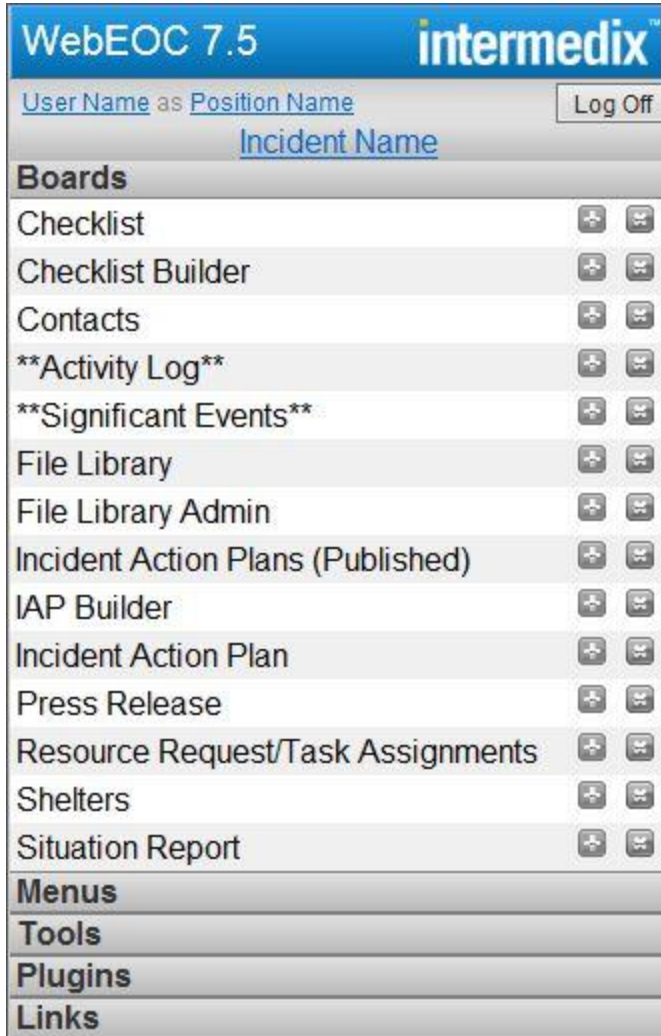 WebEOC 7.5 intermedix™
User Name as Position Name Log Off
Incident Name
Boards
Checklist
Checklist Builder
Contacts
**Activity Log**
**Significant Events**
File Library
File Library Admin
Incident Action Plans (Published)
IAP Builder
Incident Action Plan
Press Release
Resource Request/Task Assignments
Shelters
Situation Report
Menus
Tools
Plugins
Links